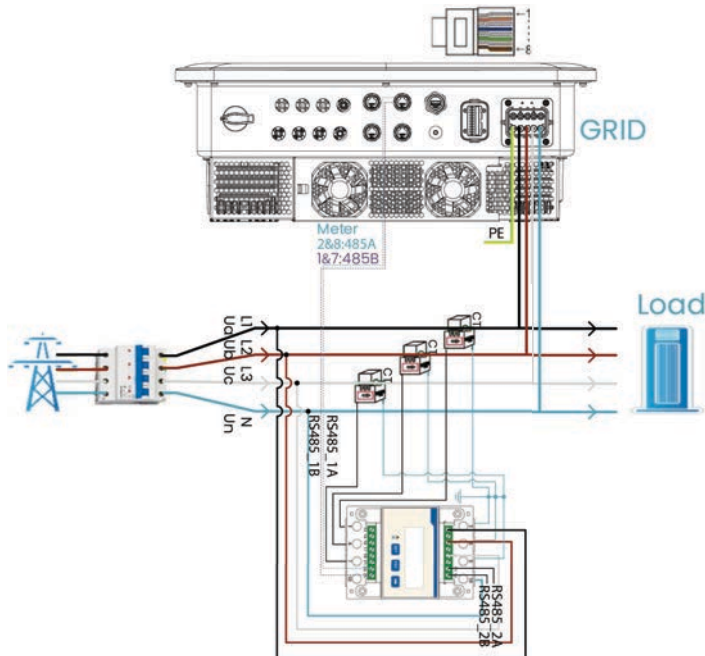 1
8
GRID
Meter
2&8:485A
1&7:485B
PE
L1
Ua
L2
Ub
L3
Uc
N
Un
CT
CT
CT
Load
RS485_1A
RS485_1B
RS485_2A
RS485_2B